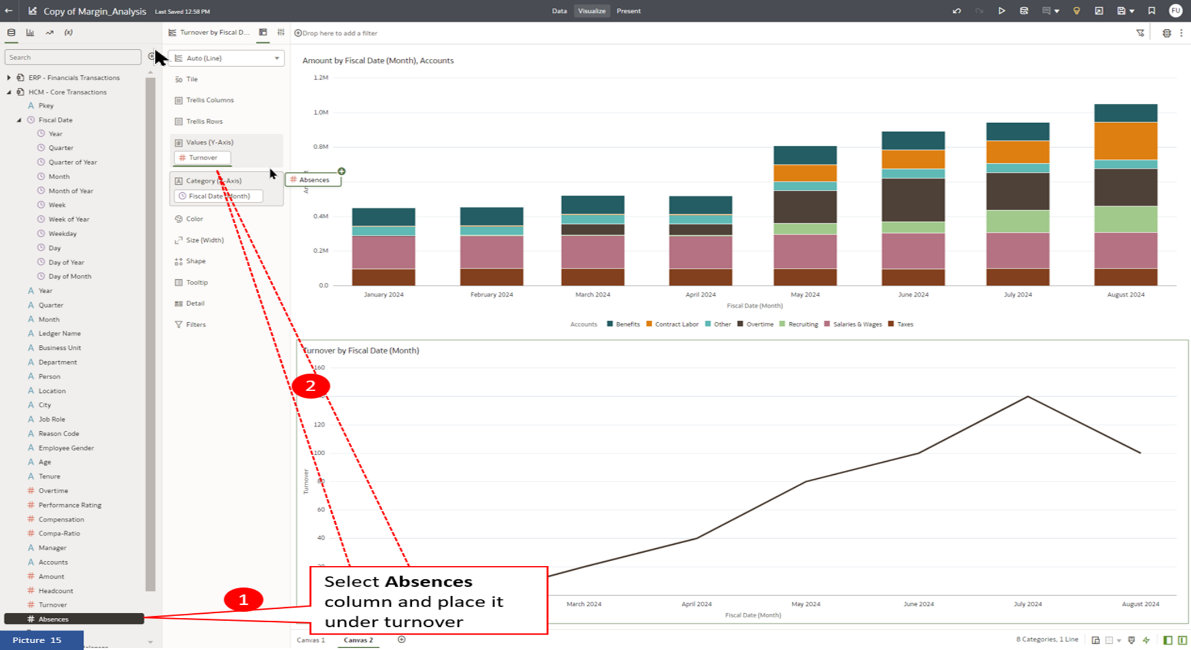 Copy of Margin_Analysis Last Saved 12:58 PM
Data Visualize Present
FU
(x)
Turnover by Fiscal D...
Drop here to add a filter
Search
ERP - Financials Transactions
HCM - Core Transactions
Pkey
Fiscal Date
Year
Quarter
Quarter of Year
Month
Month of Year
Week
Week of Year
Weekday
Day
Day of Year
Day of Month
Year
Quarter
Month
Ledger Name
Business Unit
Department
Person
Location
City
Job Role
Reason Code
Employee Gender
Age
Tenure
Overtime
Performance Rating
Compensation
Compa-Ratio
Manager
Accounts
Amount
Headcount
Turnover
Absences
Picture 15
Auto (Line)
Tile
Trellis Columns
Trellis Rows
Values (Y-Axis)
# Turnover
Category (X-Axis)
Fiscal Date (Month)
Color
Size (Width)
Shape
Tooltip
Detail
Filters
# Absences
Amount by Fiscal Date (Month), Accounts
1.2M
1.0M
0.8M
0.4M
0.2M
0.0
January 2024 February 2024 March 2024 April 2024 May 2024 June 2024 July 2024 August 2024
Fiscal Date (Month)
Accounts Benefits Contract Labor Other Overtime Recruiting Salaries & Wages Taxes
Turnover by Fiscal Date (Month)
160
120
100
80
60
40
Turnover
March 2024 April 2024 May 2024 June 2024 July 2024 August 2024
Fiscal Date (Month)
1
2
Select Absences
column and place it
under turnover
Canvas 1 Canvas 2
8 Categories, 1 Line